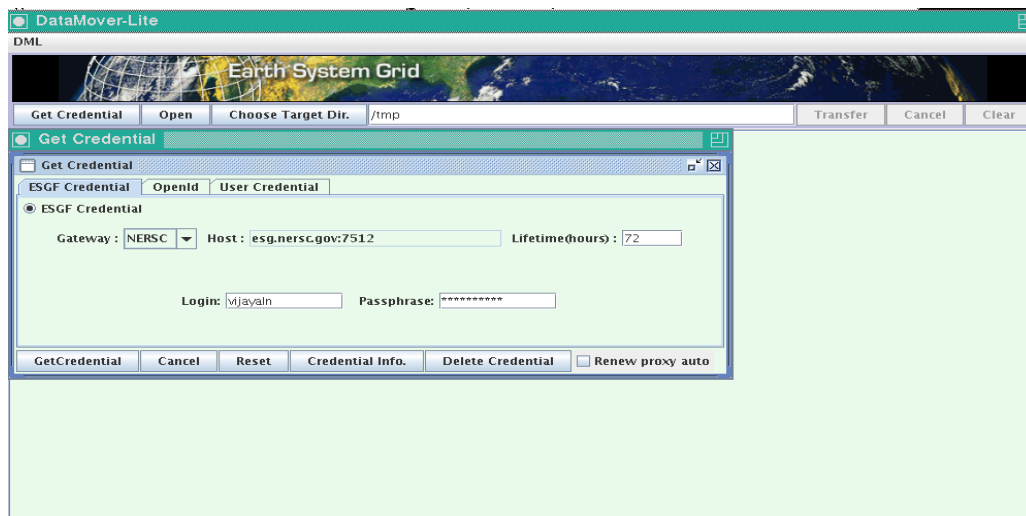 DataMover-Lite
DML
Earth System Grid
Get Credential Open Choose Target Dir. /tmp Transfer Cancel Clear
Get Credential
Get Credential
ESGF Credential OpenId User Credential
ESGF Credential
Gateway : NERSC Host : esg.nersc.gov:7512 Lifetime(hours) : 72
Login: vijayaln Passphrase: **********
GetCredential Cancel Reset Credential Info. Delete Credential Renew proxy auto